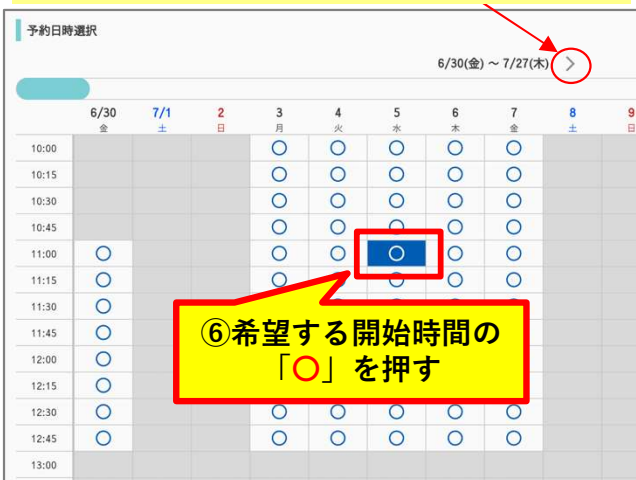 予約日時選択
6/30(金) ~ 7/27(木) >
6/30 7/1 2 3 4 5 6 7 8 9
金 土 日 月 火 水 木 金 土 日
10:00 ○ ○ ○ ○ ○
10:15 ○ ○ ○ ○ ○
10:30 ○ ○ ○ ○ ○
10:45 ○ ○ ○ ○ ○
11:00 ○ ○ ○ ○ ○ ○
11:15 ○ ○ ○ ○ ○ ○
11:30 ○
11:45 ○
12:00 ○
12:15 ○
12:30 ○ ○ ○ ○ ○ ○
12:45 ○ ○ ○ ○ ○ ○
13:00
⑥希望する開始時間の
「〇」を押す